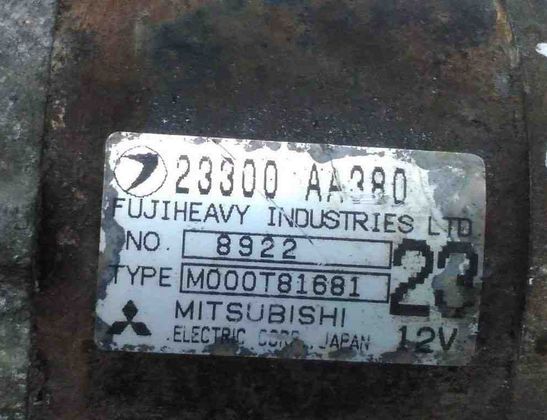 23300 AA380
FUJIHEAVY INDUSTRIES LTD
NO. 8922
TYPE M000T81681
23
MITSUBISHI
ELECTRIC CORP. JAPAN 12V